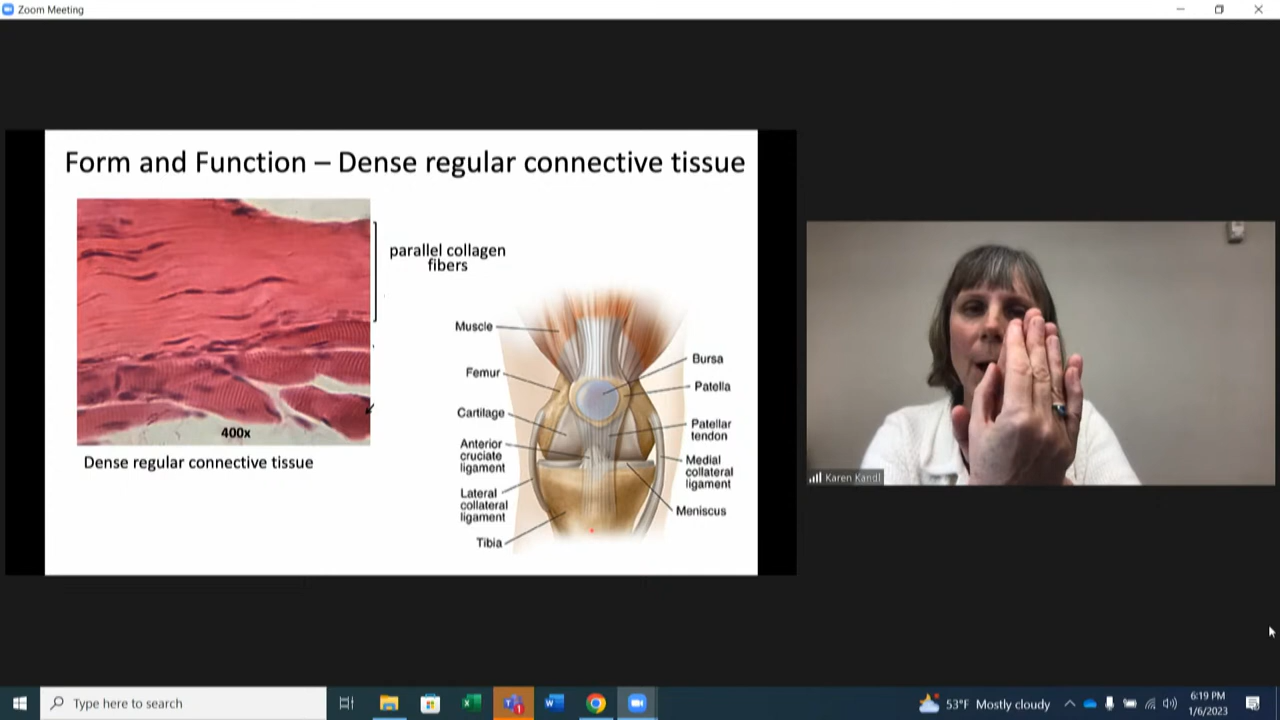 Zoom Meeting
Form and Function – Dense regular connective tissue
parallel collagen
fibers
400x
Dense regular connective tissue
Muscle
Femur
Cartilage
Anterior
cruciate
ligament
Lateral
collateral
ligament
Tibia
Bursa
Patella
Patellar
tendon
Medial
collateral
ligament
Meniscus
Karen Kandl
Type here to search
1
53°F Mostly cloudy
6:19 PM
1/6/2023